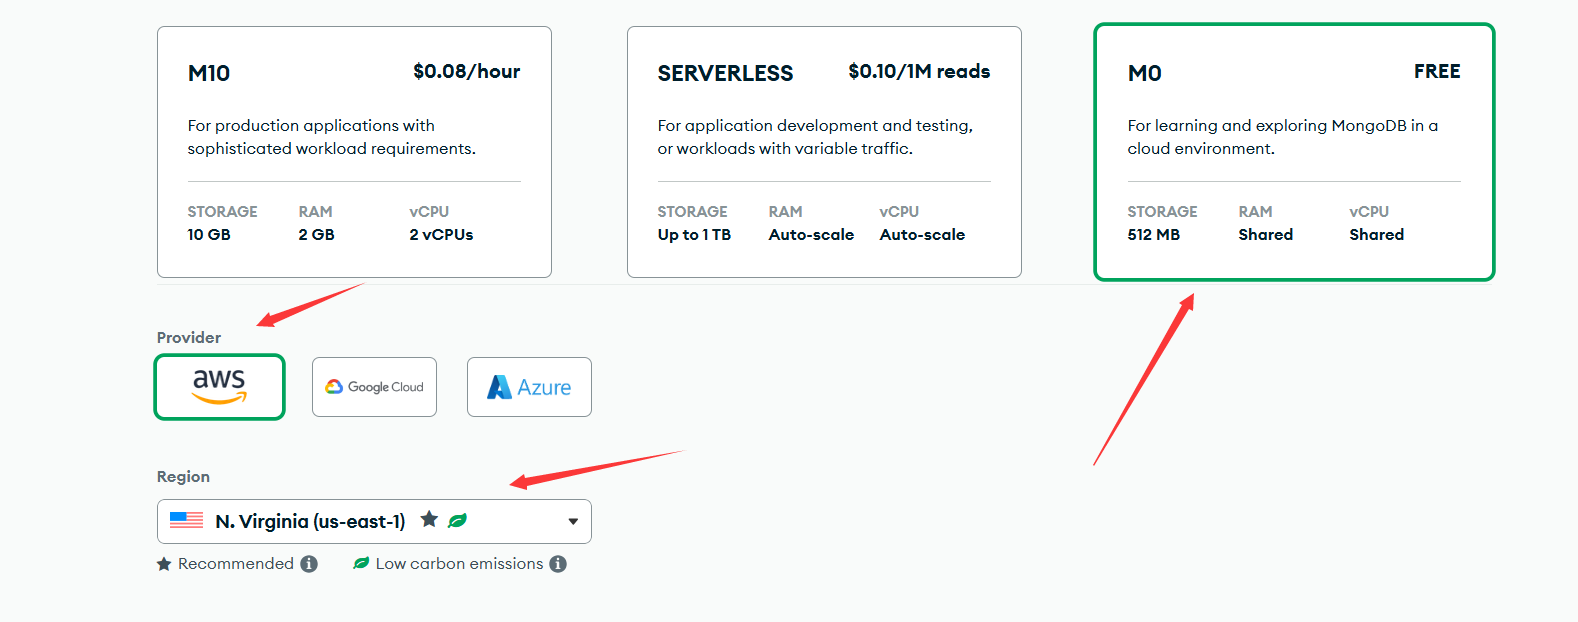 M10 $0.08/hour
For production applications with
sophisticated workload requirements.
STORAGE RAM vCPU
10 GB 2 GB 2 vCPUs
SERVERLESS $0.10/1M reads
For application development and testing,
or workloads with variable traffic.
STORAGE RAM vCPU
Up to 1 TB Auto-scale Auto-scale
M0 FREE
For learning and exploring MongoDB in a
cloud environment.
STORAGE RAM vCPU
512 MB Shared Shared
Provider
aws Google Cloud Azure
Region
N. Virginia (us-east-1)
Recommended Low carbon emissions